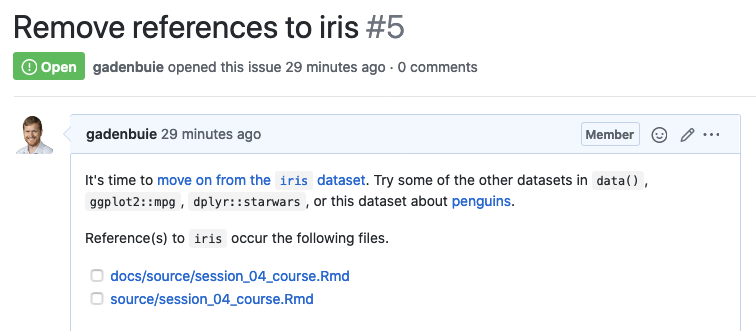 Remove references to iris #5
Open gadenbuie opened this issue 29 minutes ago · 0 comments
gadenbuie 29 minutes ago Member
It's time to move on from the iris dataset. Try some of the other datasets in data(),
ggplot2::mpg, dplyr::starwars, or this dataset about penguins.
Reference(s) to iris occur the following files.
docs/source/session_04_course.Rmd
source/session_04_course.Rmd